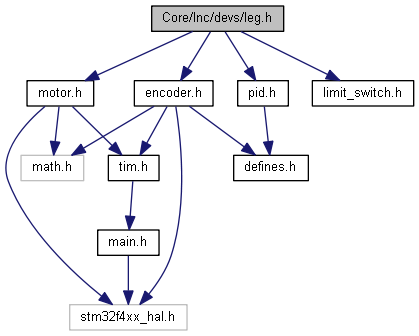 Core/Inc/devs/leg.h
motor.h
encoder.h
pid.h
limit_switch.h
math.h
tim.h
defines.h
main.h
stm32f4xx_hal.h